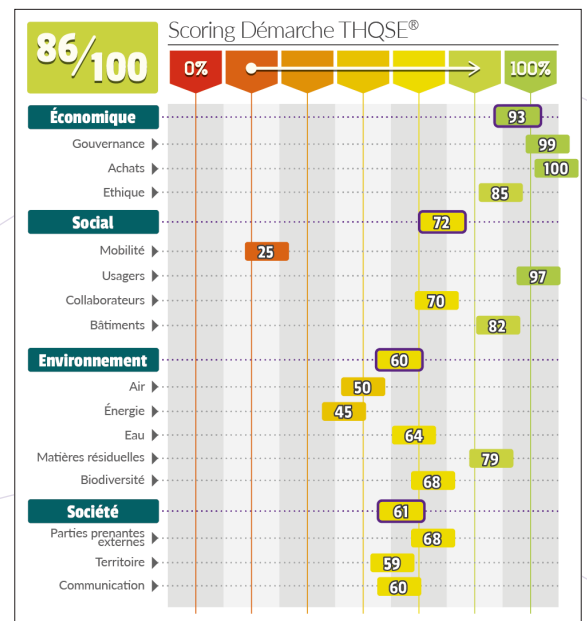 Scoring Démarche THQSE®
86/100
0%
100%
Économique
93
Gouvernance
99
Achats
100
Ethique
85
Social
72
Mobilité
25
Usagers
97
Collaborateurs
70
Bâtiments
82
Environnement
60
Air
50
Énergie
45
Eau
64
Matières résiduelles
79
Biodiversité
68
Société
61
Parties prenantes
externes
68
Territoire
59
Communication
60